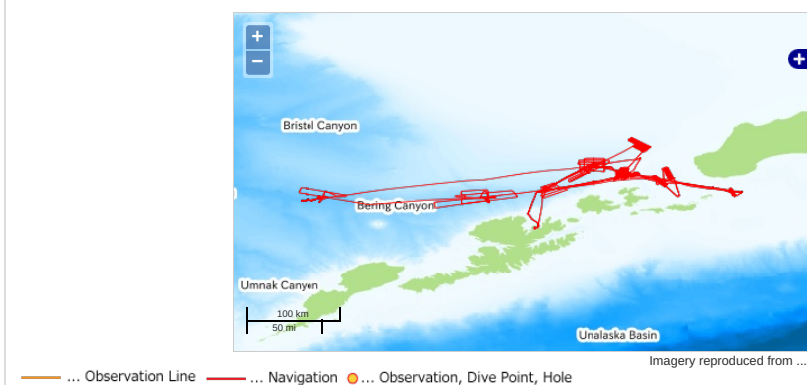 +
−
+
Bristol Canyon
Bering Canyon
Umnak Canyon
100 km
50 mi
Unalaska Basin
Imagery reproduced from ...
... Observation Line ... Navigation ... Observation, Dive Point, Hole